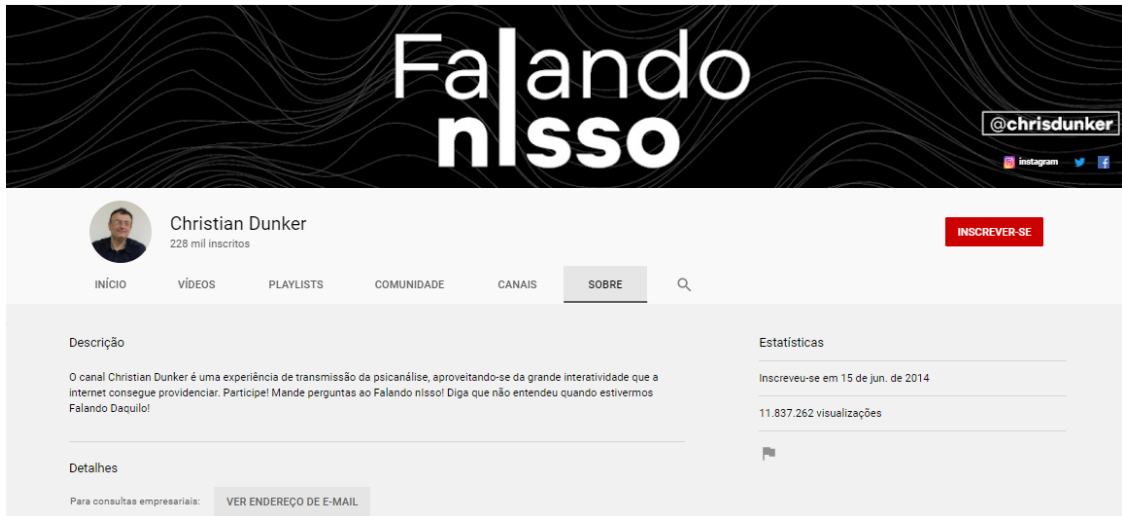 Falando
nIsso
@chrisdunker
instagram
Christian Dunker
228 mil inscritos
INSCREVER-SE
INÍCIO VÍDEOS PLAYLISTS COMUNIDADE CANAIS SOBRE
Descrição
O canal Christian Dunker é uma experiência de transmissão da psicanálise, aproveitando-se da grande interatividade que a
internet consegue providenciar. Participe! Mande perguntas ao Falando nIsso! Diga que não entendeu quando estivermos
Falando Daquilo!
Detalhes
Para consultas empresariais: VER ENDEREÇO DE E-MAIL
Estatísticas
Inscreveu-se em 15 de jun. de 2014
11.837.262 visualizações